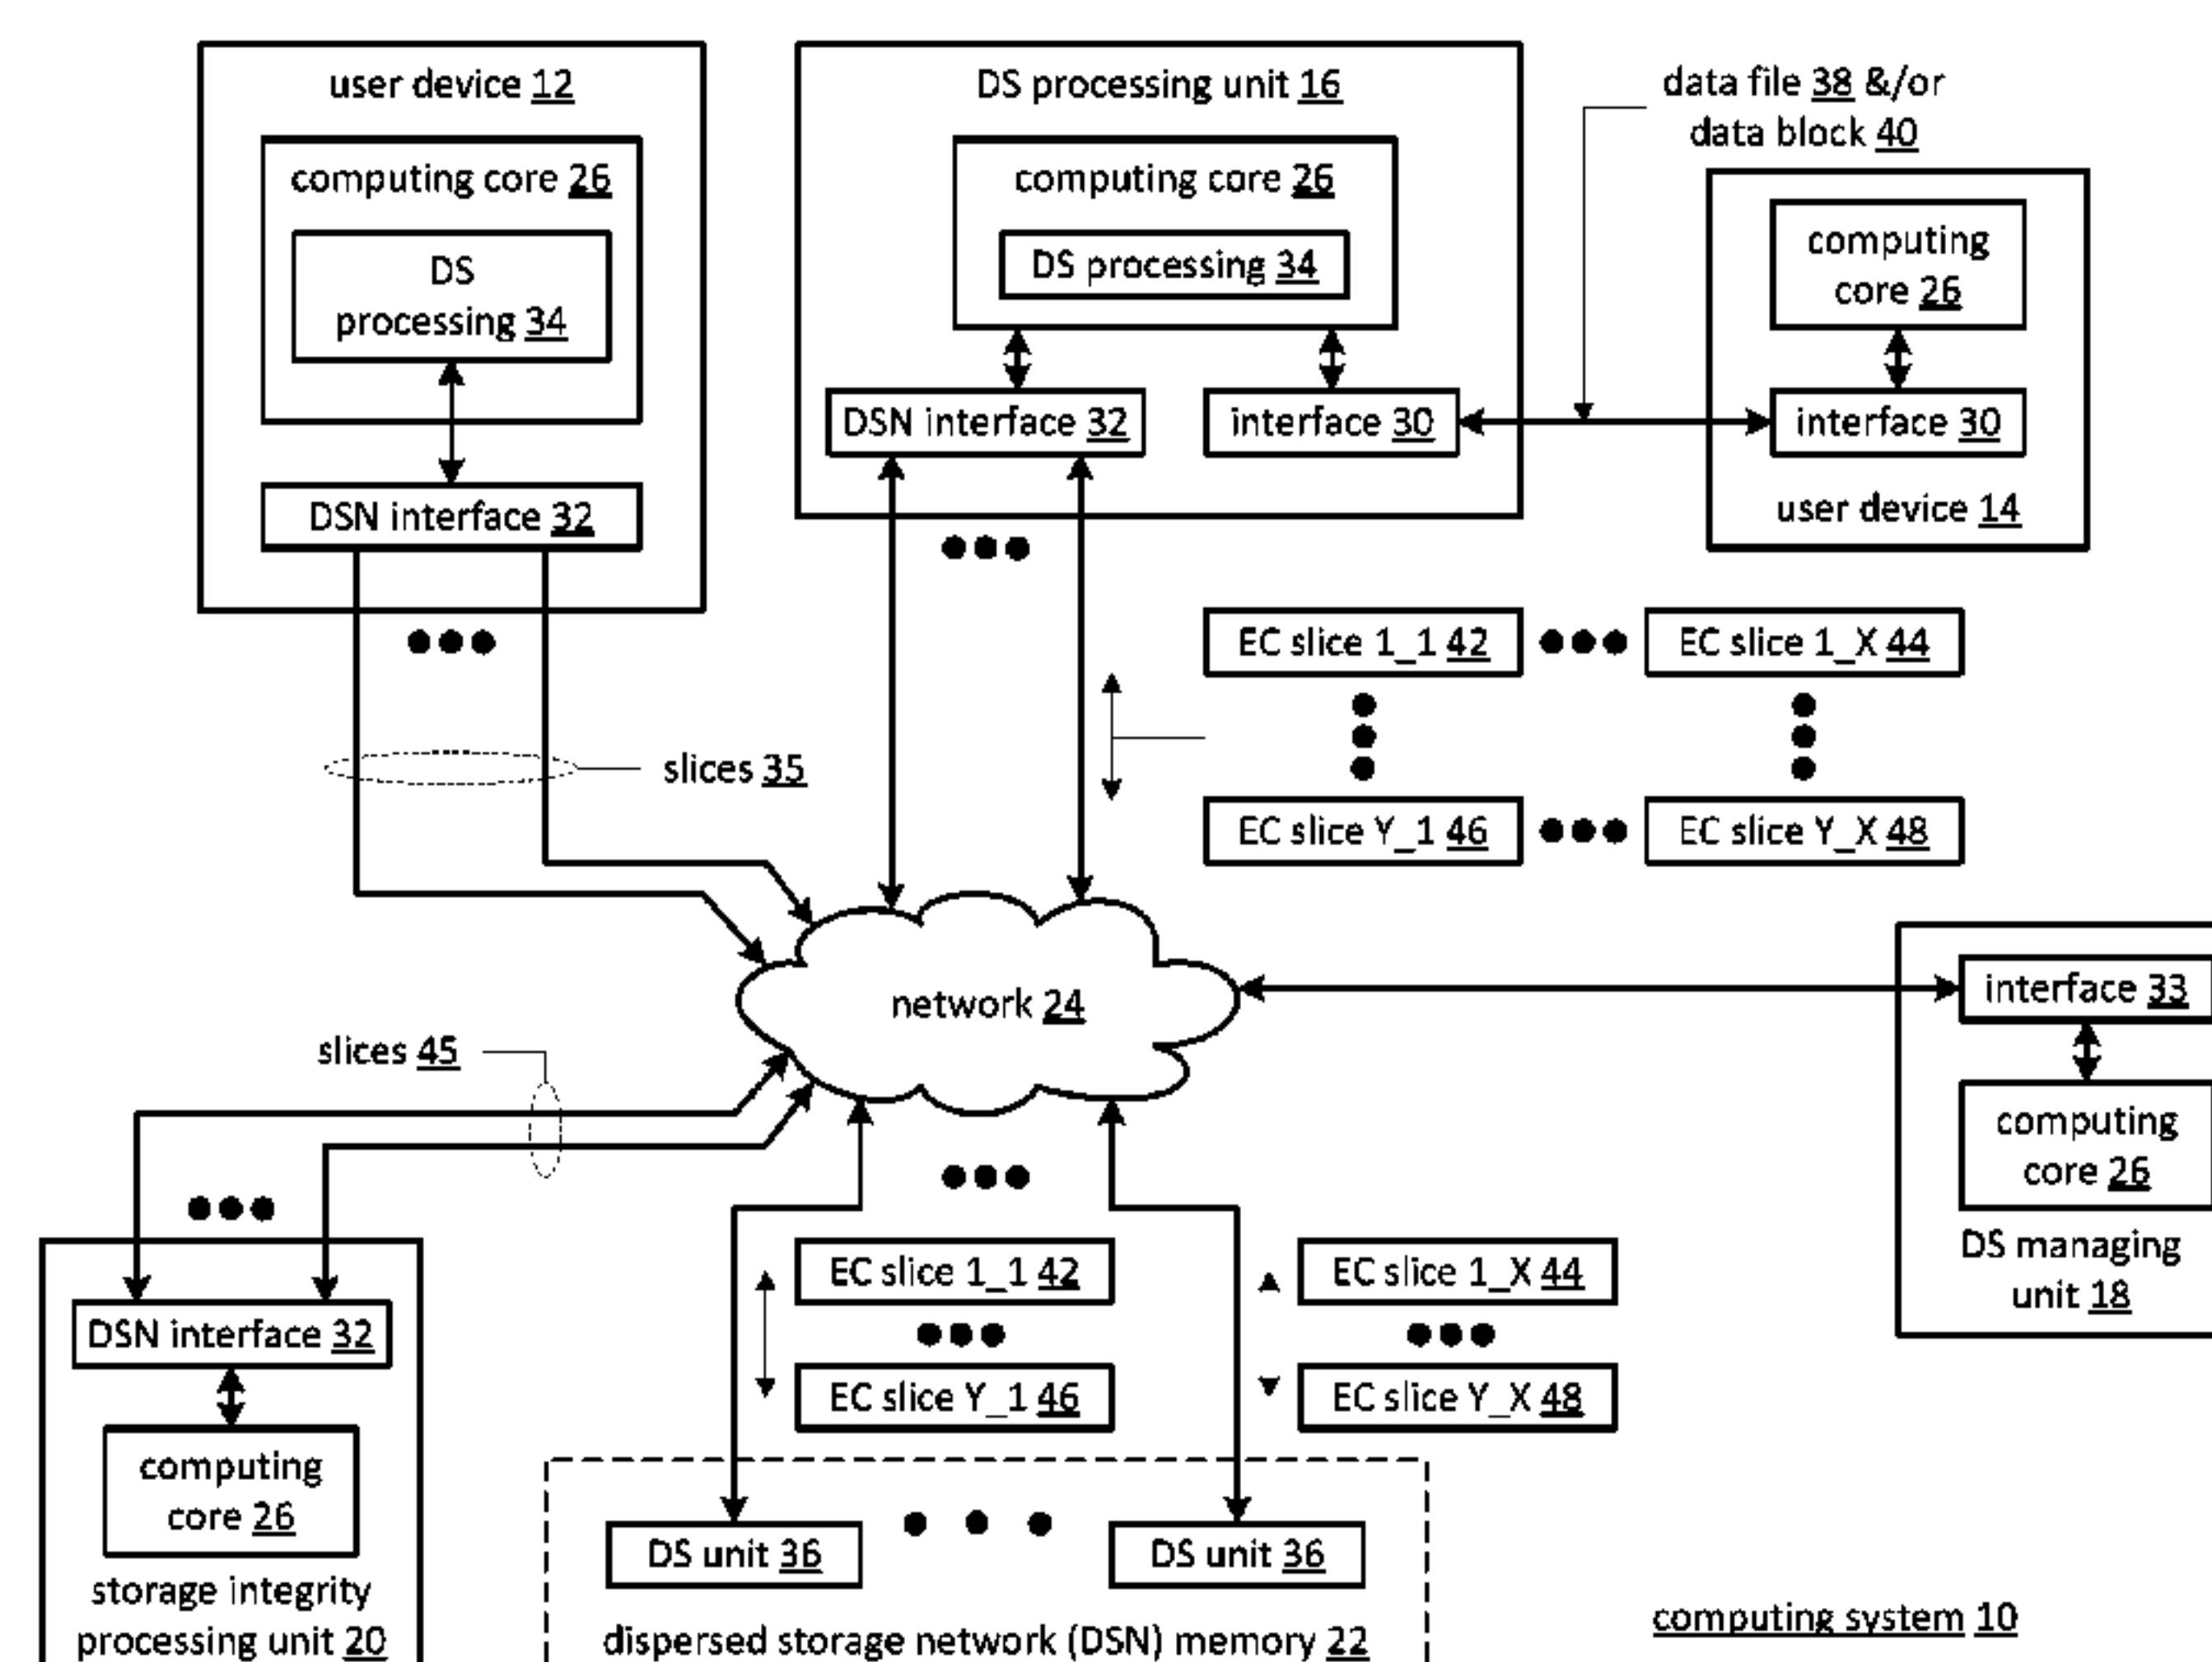 user device 12
computing core 26
DS
processing 34
DSN interface 32
DS processing unit 16
computing core 26
DS processing 34
DSN interface 32
interface 30
data file 38 &/or
data block 40
computing
core 26
interface 30
user device 14
EC slice 1_1 42
EC slice 1_X 44
EC slice Y_1 46
EC slice Y_X 48
slices 35
network 24
interface 33
computing
core 26
DS managing
unit 18
slices 45
DSN interface 32
computing
core 26
storage integrity
processing unit 20
EC slice 1_1 42
EC slice 1_X 44
EC slice Y_1 46
EC slice Y_X 48
DS unit 36
DS unit 36
dispersed storage network (DSN) memory 22
computing system 10